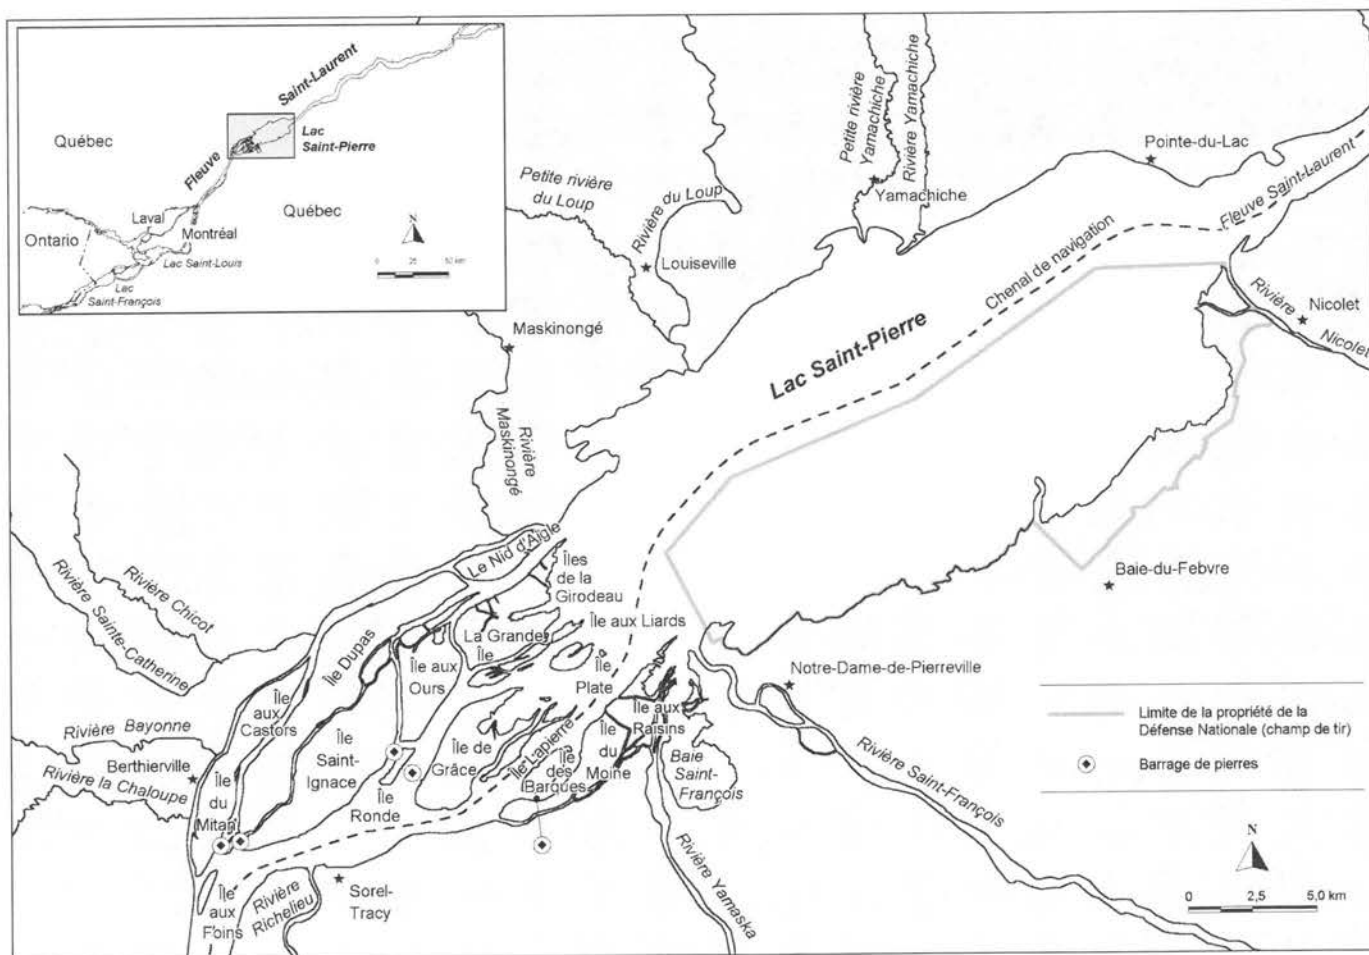 Québec
Fleuve
Saint-Laurent
Lac
Saint-Pierre
Québec
Ontario
Laval
Montréal
Lac Saint-Louis
Lac
Saint-François
N
0 25 50 km
Petite rivière
du Loup
Rivière du Loup
Louiseville
Petite rivière
Yamachiche
Rivière Yamachiche
Yamachiche
Pointe-du-Lac
Fleuve Saint-Laurent
Chenal de navigation
Lac Saint-Pierre
Rivière
Nicolet
Nicolet
Maskinongé
Rivière
Maskinongé
Rivière Chicot
Rivière Sainte-Catherine
Le Nid d'Aigle
Îles
de la
Girodeau
La Grande
Île
Île aux Liards
Île Dupas
Île aux
Ours
Île
Plate
Île
aux
Castors
Île aux
Raisins
Île
du
Moine
Baie
Saint-
François
Notre-Dame-de-Pierreville
Baie-du-Febvre
Rivière Saint-François
Rivière Bayonne
Berthierville
Rivière la Chaloupe
Île
Saint-
Ignace
Île de
Grâce
Île Lapierre
Île
des
Barques
Île
du
Mitan
Île
Ronde
Île
aux
Foins
Rivière
Richelieu
Sorel-
Tracy
Rivière Yamaska
Limite de la propriété de la
Défense Nationale (champ de tir)
Barrage de pierres
N
0 2,5 5,0 km